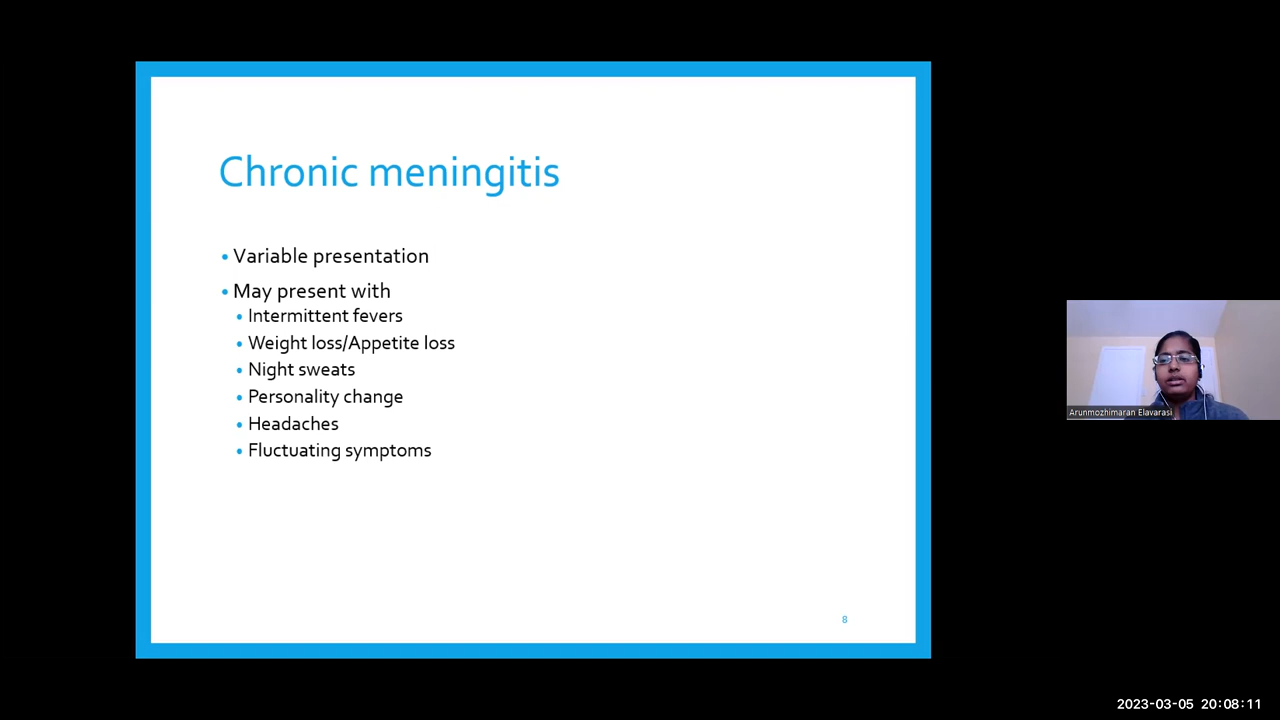 Chronic meningitis
• Variable presentation
• May present with
• Intermittent fevers
• Weight loss/Appetite loss
• Night sweats
• Personality change
• Headaches
• Fluctuating symptoms
8
Arunmozhimaran Elavarasi
2023-03-05 20:08:11